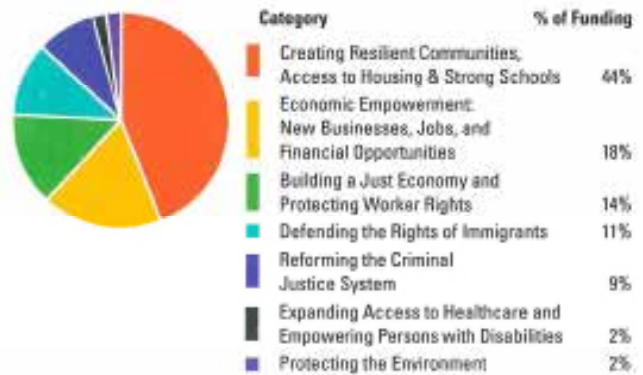 Category % of Funding
Creating Resilient Communities,
Access to Housing & Strong Schools 44%
Economic Empowerment:
New Businesses, Jobs, and
Financial Opportunities 18%
Building a Just Economy and
Protecting Worker Rights 14%
Defending the Rights of Immigrants 11%
Reforming the Criminal
Justice System 9%
Expanding Access to Healthcare and
Empowering Persons with Disabilities 2%
Protecting the Environment 2%